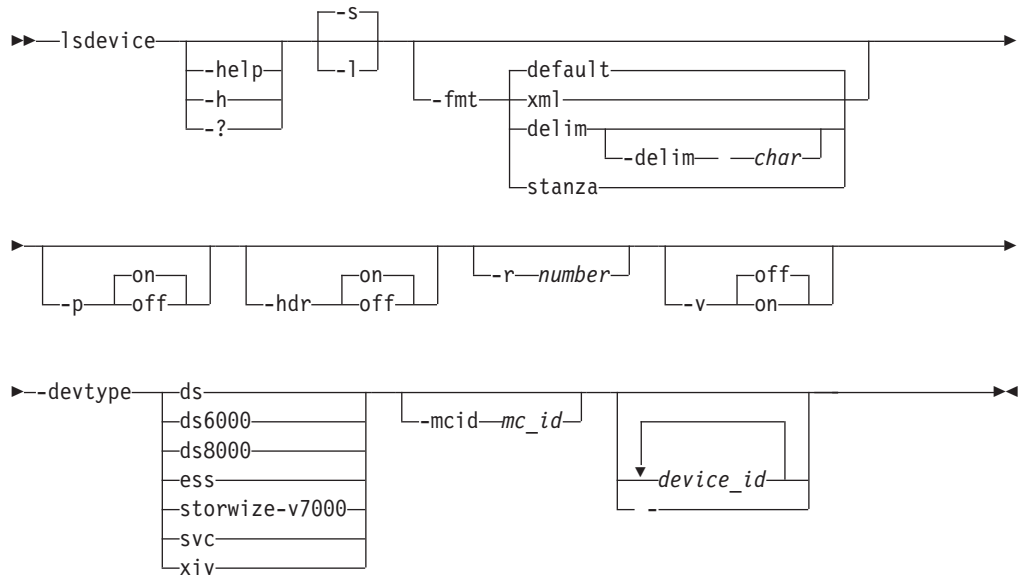 -s
lsdevice
-help
-l
default
-h
-fmt
xml
-?
delim
-delim char
stanza
on
on
-r number
off
-p
off
-hdr
off
-v
on
-devtype
ds
ds6000
-mcid mc_id
ds8000
ess
device_id
storwize-v7000
-
svc
xiv